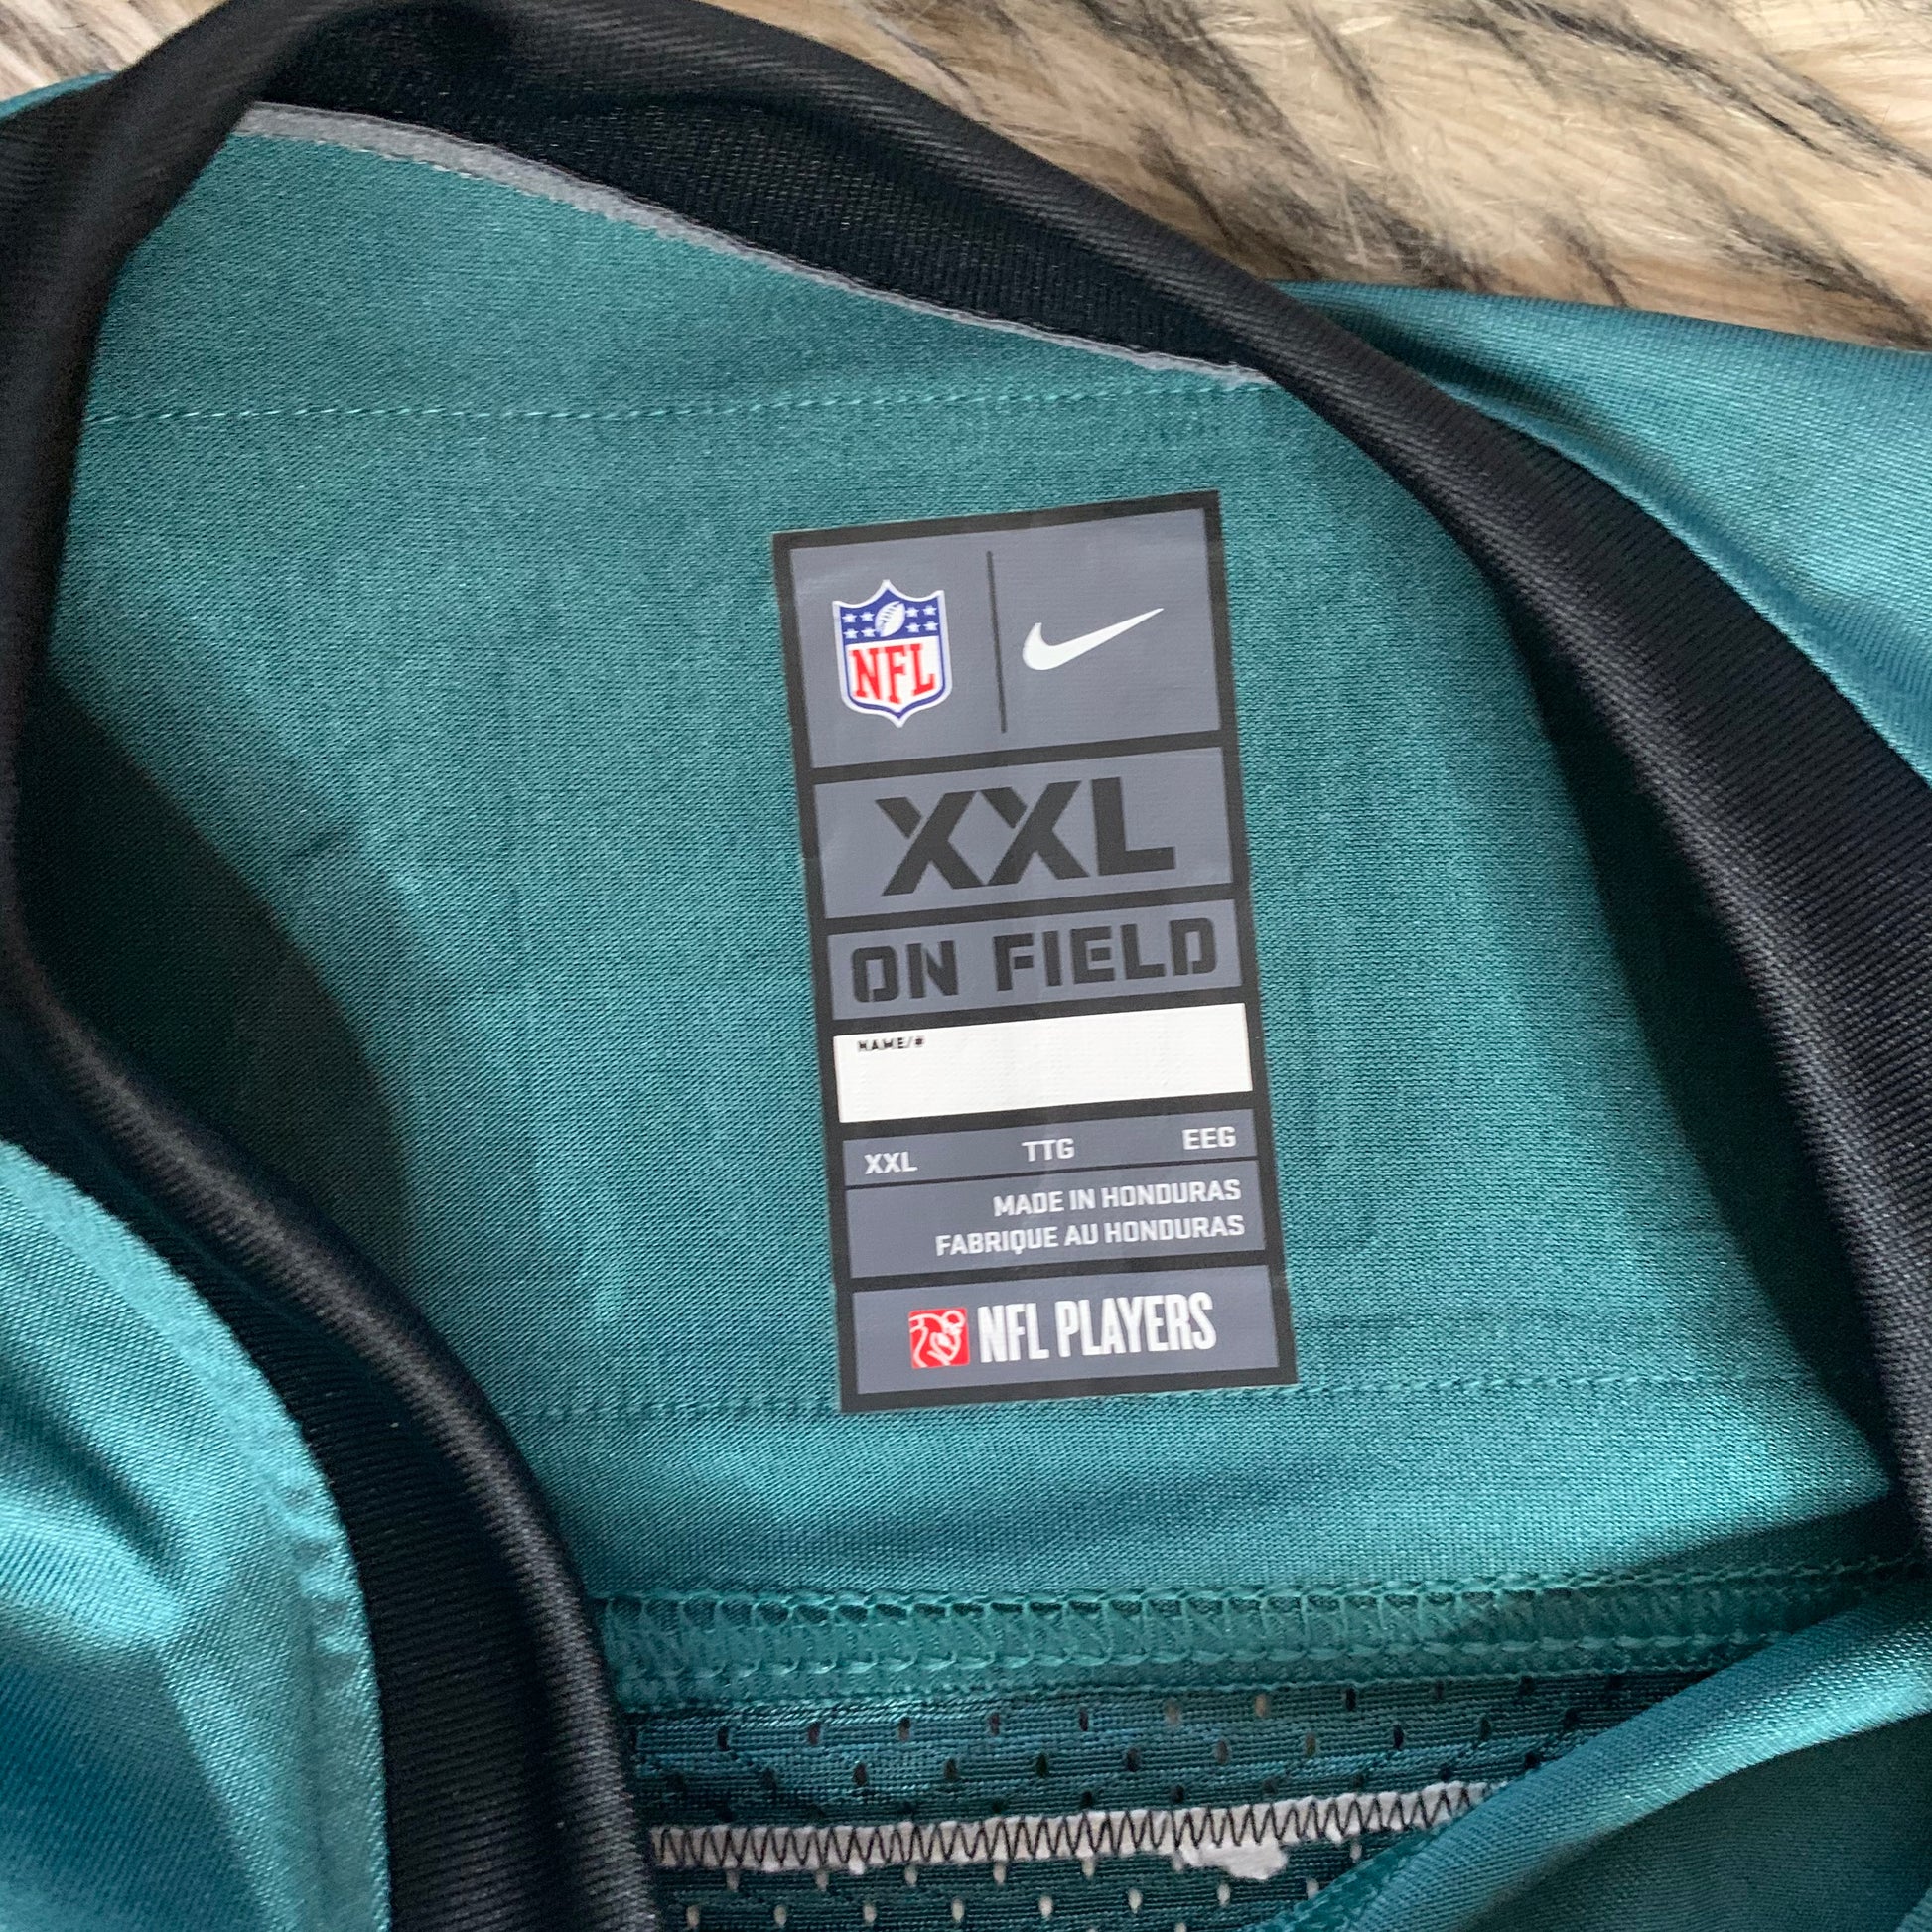 NFL
XXL
ON FIELD
NAME/#
XXL TTG EEG
MADE IN HONDURAS
FABRIQUE AU HONDURAS
NFL PLAYERS